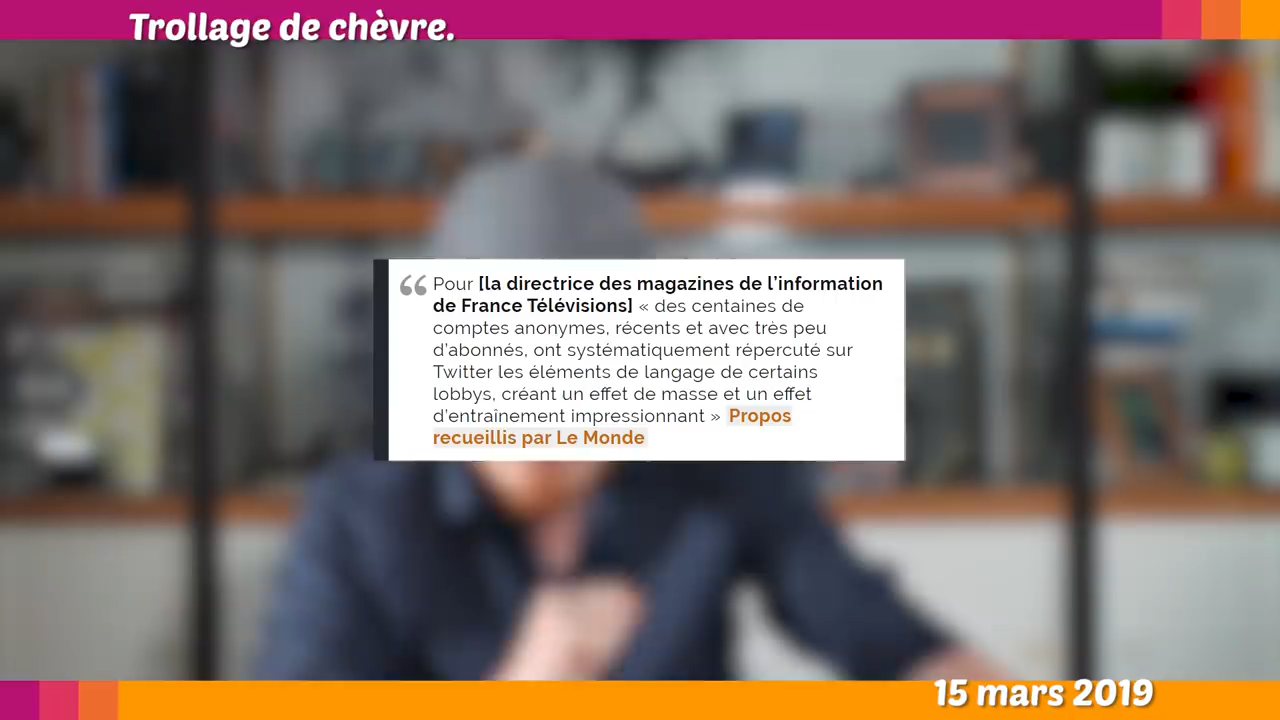 Trollage de chèvre.
“ Pour [la directrice des magazines de l’information
de France Télévisions] « des centaines de
comptes anonymes, récents et avec très peu
d’abonnés, ont systématiquement répercuté sur
Twitter les éléments de langage de certains
lobbys, créant un effet de masse et un effet
d’entraînement impressionnant » Propos
recueillis par Le Monde
15 mars 2019